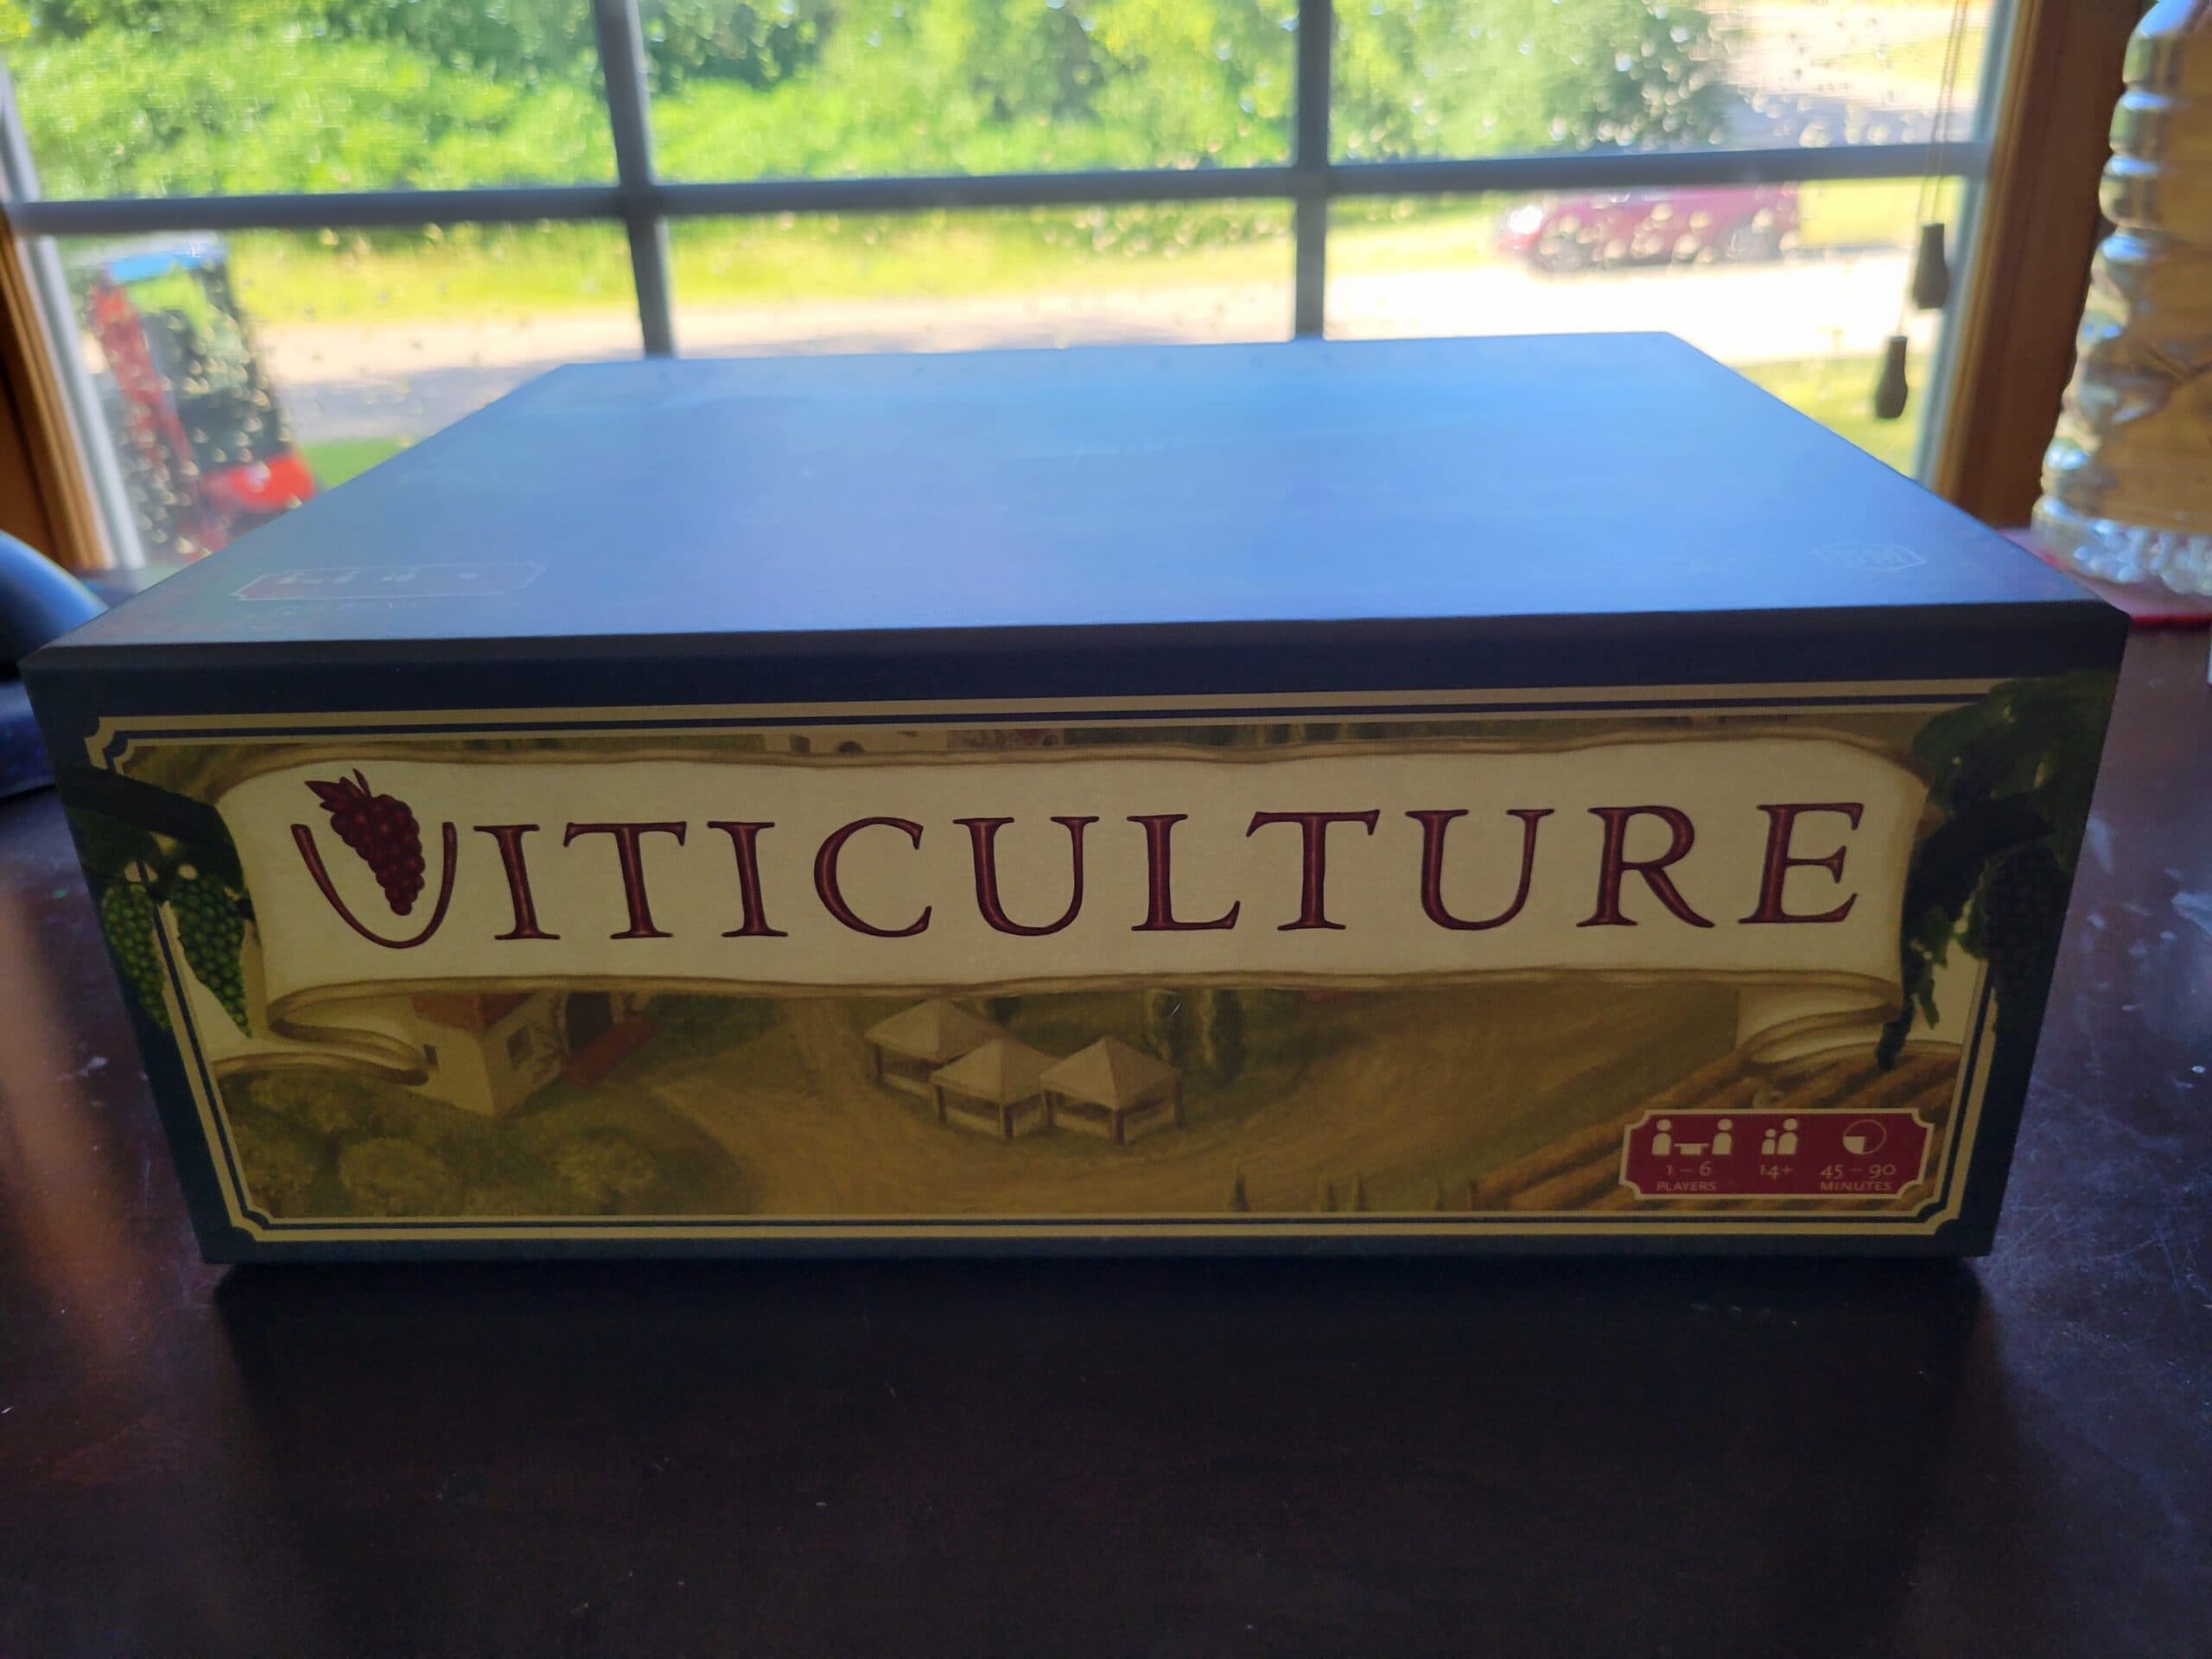 VITICULTURE
1 – 6 14+ 45 – 90
PLAYERS MINUTES